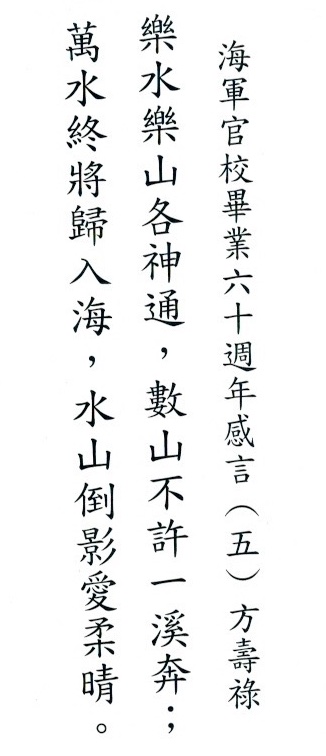 海軍官校畢業六十週年感言（五）方壽祿
樂水樂山各神通，數山不許一溪奔；
萬水終將歸入海，水山倒影愛柔晴。